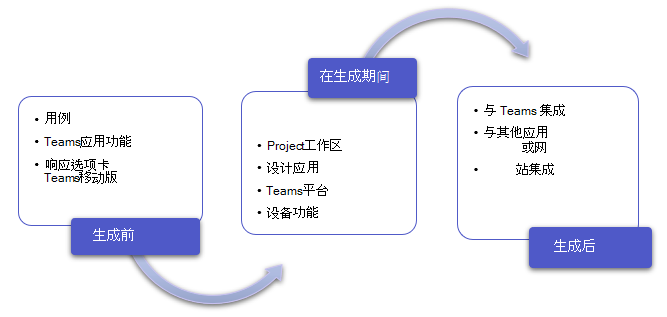 用例
Teams应用功能
响应选项卡
Teams移动版
生成前
在生成期间
Project工作区
设计应用
Teams平台
设备功能
与 Teams 集成
与其他应用
或网
站集成
生成后